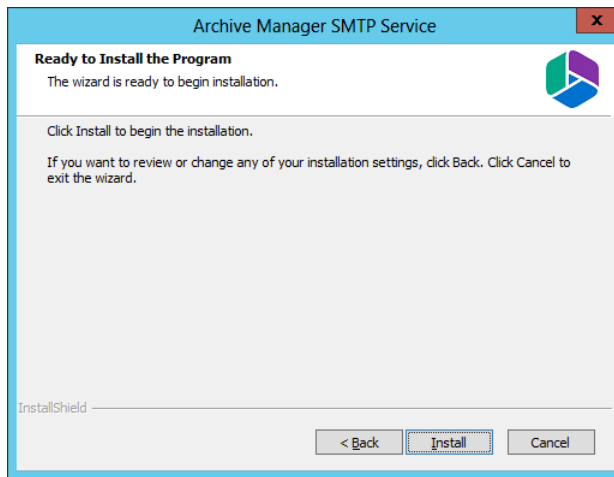 Archive Manager SMTP Service
x
Ready to Install the Program
The wizard is ready to begin installation.
Click Install to begin the installation.
If you want to review or change any of your installation settings, click Back. Click Cancel to
exit the wizard.
InstallShield
< Back
Install
Cancel